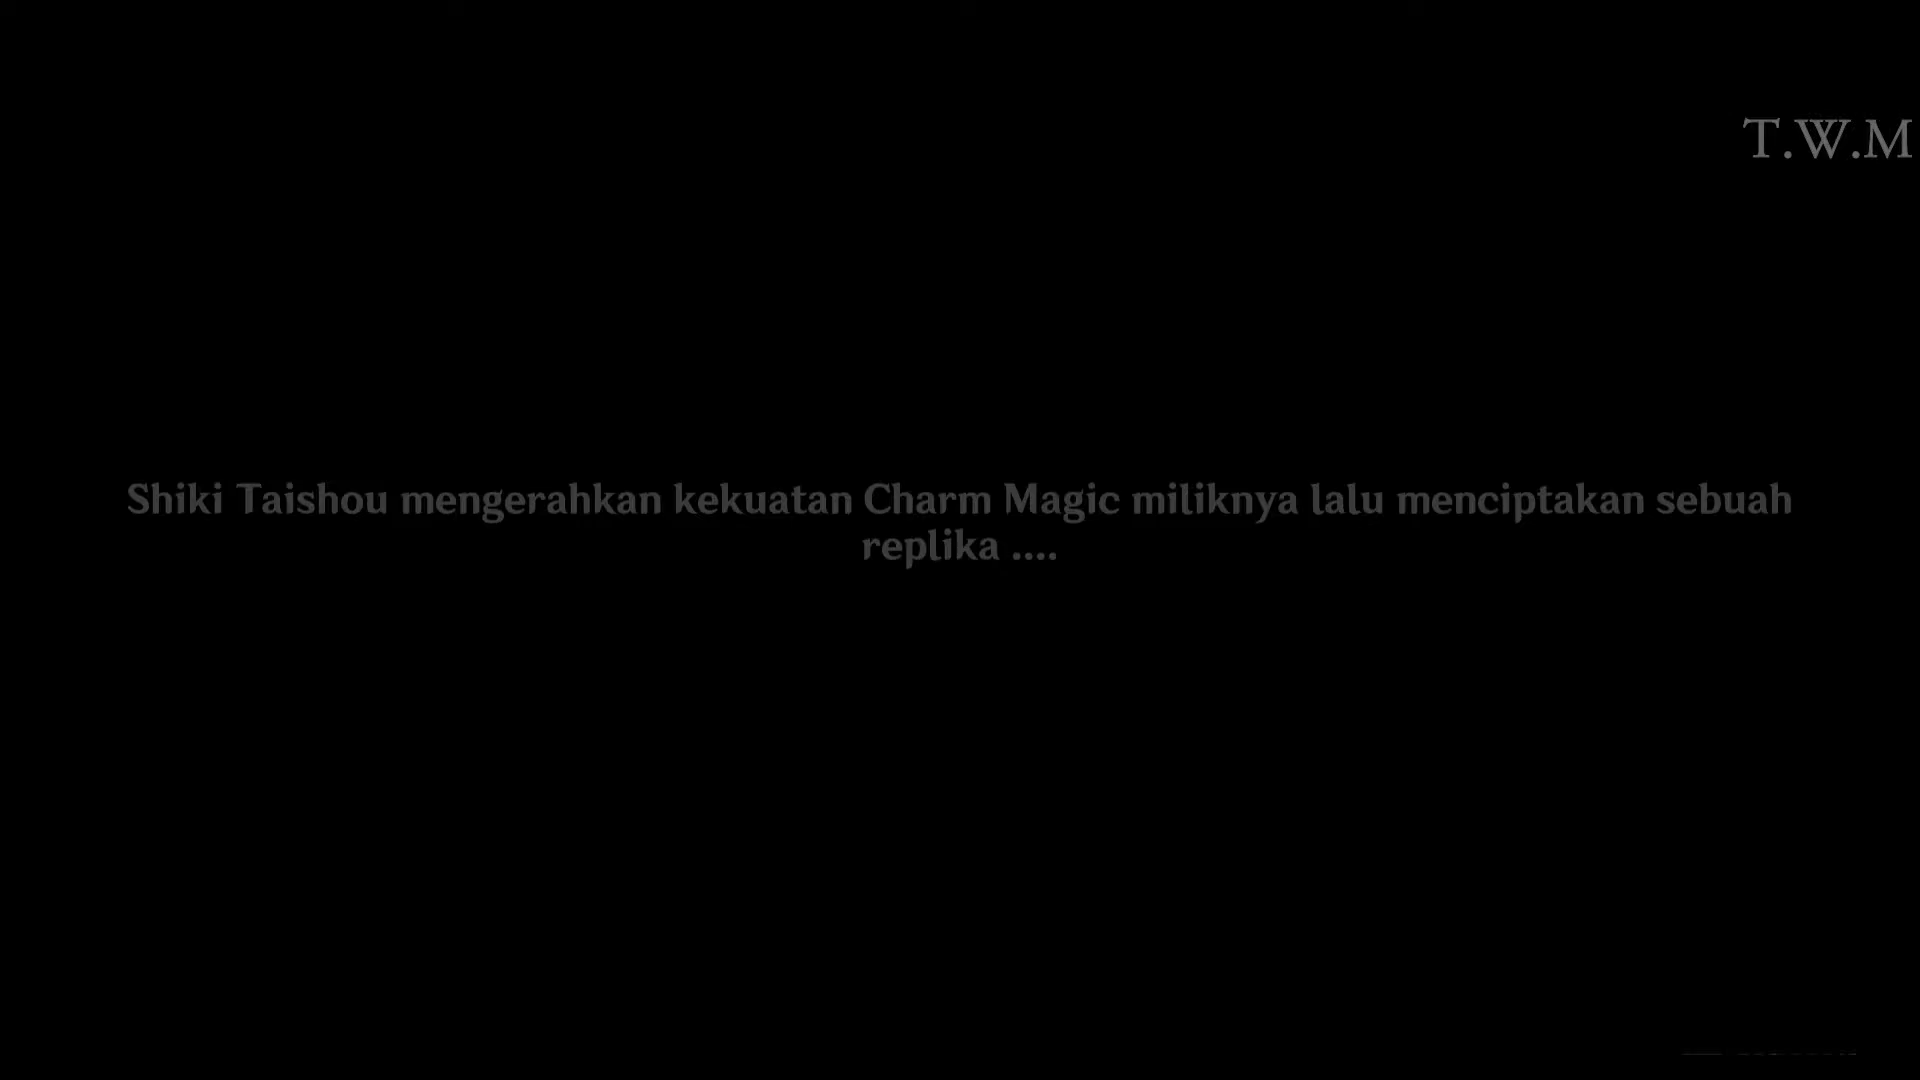 T.W.M
Shiki Taishou mengerahkan kekuatan Charm Magic miliknya lalu menciptakan sebuah
replika ....